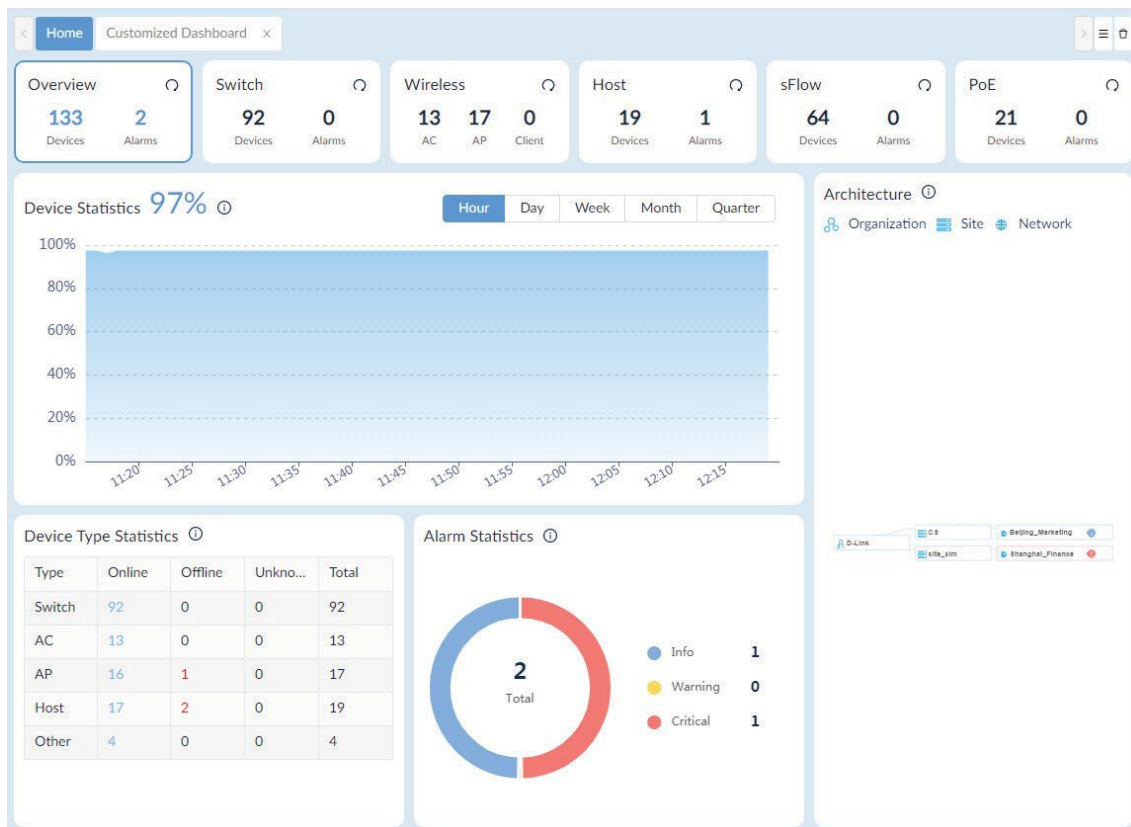 Home Customized Dashboard x
Overview
133 2
Devices Alarms
Switch
92 0
Devices Alarms
Wireless
13 17 0
AC AP Client
Host
19 1
Devices Alarms
sFlow
64 0
Devices Alarms
PoE
21 0
Devices Alarms
Device Statistics 97%
Hour Day Week Month Quarter
100%
80%
60%
40%
20%
0%
11:20 11:25 11:30 11:35 11:40 11:45 11:50 11:55 12:00 12:05 12:10 12:15
Architecture
Organization Site Network
D-Link
C8 Beijing_Marketing
site_sim Shanghai_Finance
Device Type Statistics
Type Online Offline Unkno... Total
Switch 92 0 0 92
AC 13 0 0 13
AP 16 1 0 17
Host 17 2 0 19
Other 4 0 0 4
Alarm Statistics
2
Total
Info 1
Warning 0
Critical 1